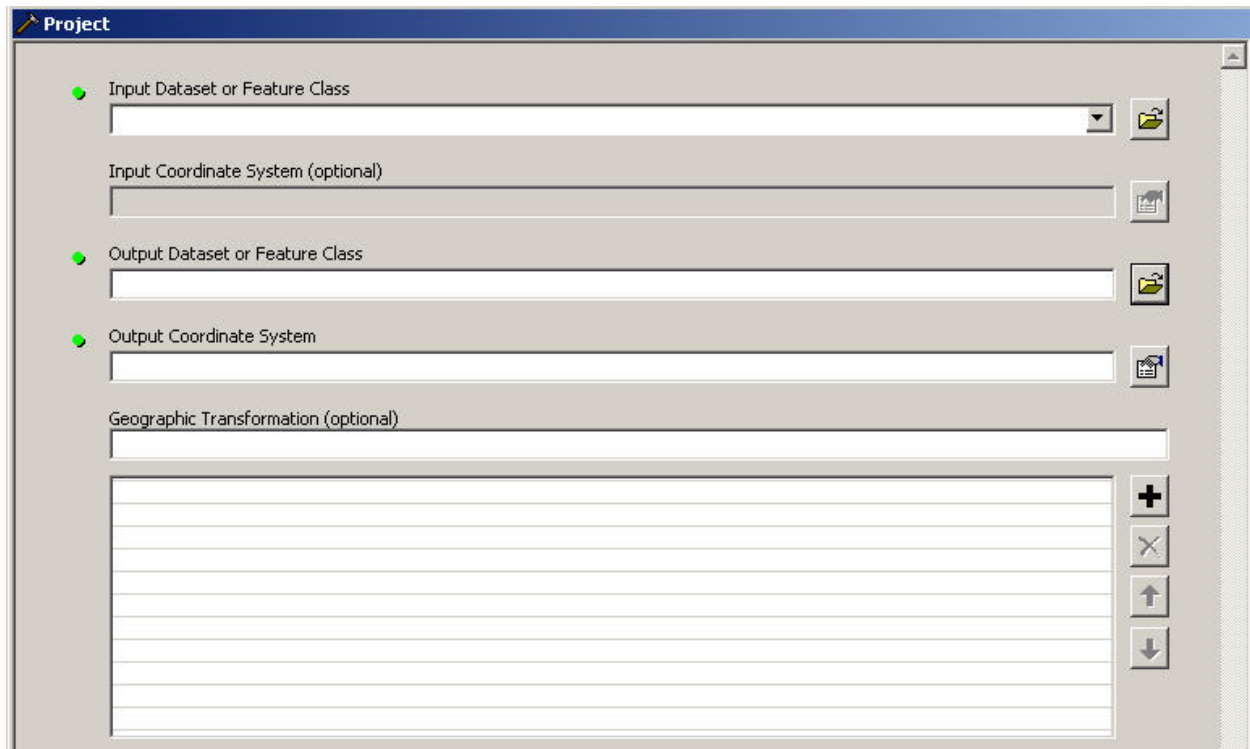 Project
Input Dataset or Feature Class
Input Coordinate System (optional)
Output Dataset or Feature Class
Output Coordinate System
Geographic Transformation (optional)